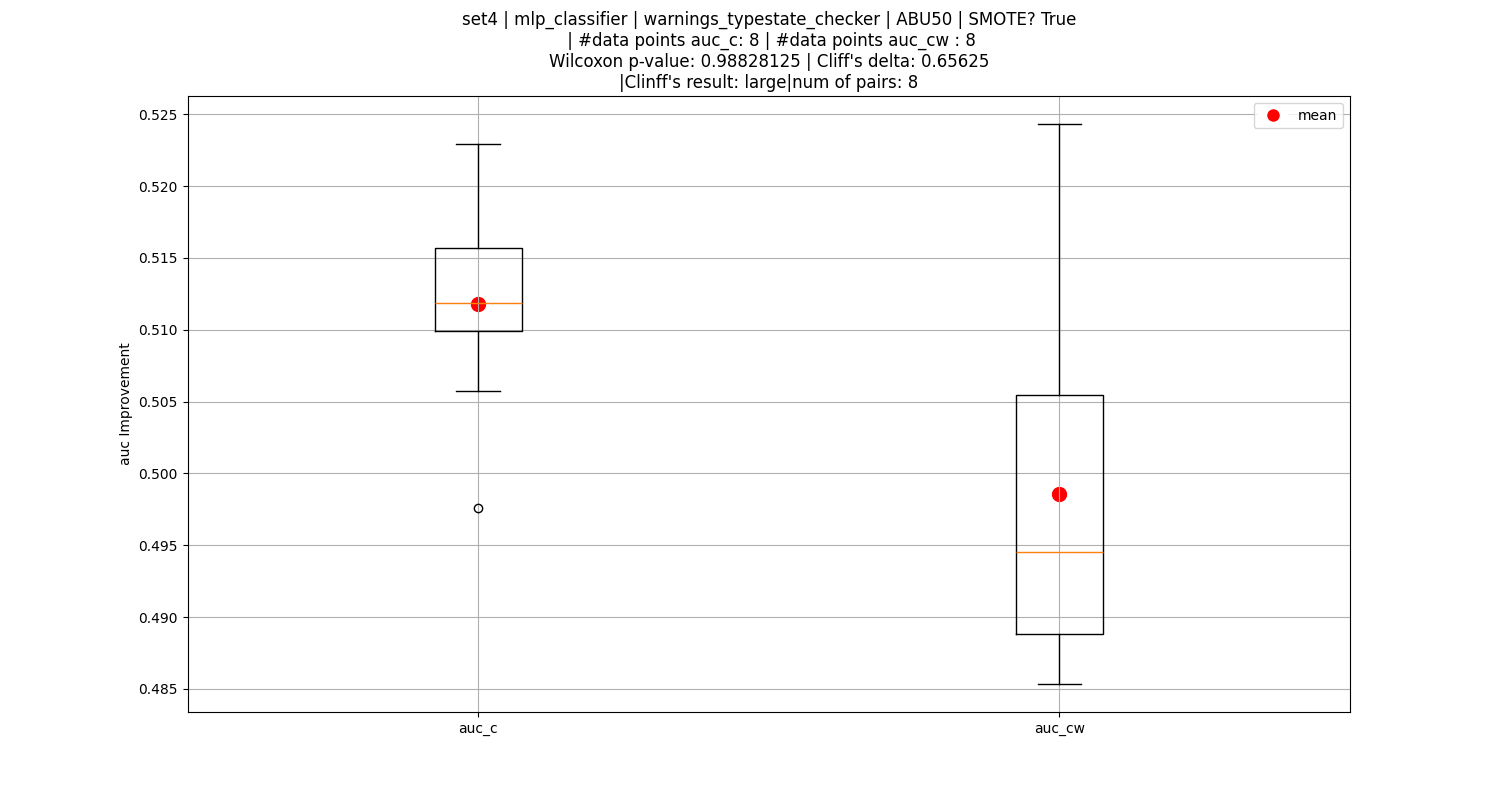 set4 | mlp_classifier | warnings_typestate_checker | ABU50 | SMOTE? True
| #data points auc_c: 8 | #data points auc_cw : 8
Wilcoxon p-value: 0.98828125 | Cliff's delta: 0.65625
|Clinff's result: large|num of pairs: 8
mean
0.525
0.520
0.515
0.510
0.505
0.500
0.495
0.490
0.485
auc Improvement
auc_c
auc_cw